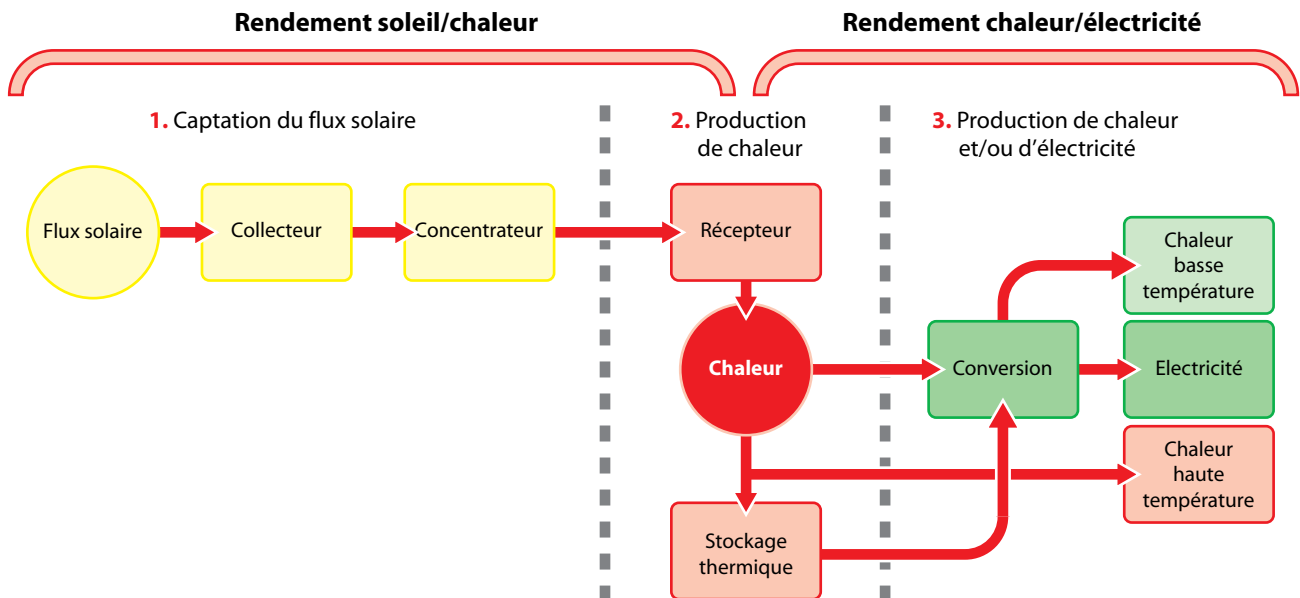 Rendement soleil/chaleur
Rendement chaleur/électricité
1. Captation du flux solaire
2. Production
de chaleur
3. Production de chaleur
et/ou d’électricité
Flux solaire
Collecteur
Concentrateur
Récepteur
Chaleur
basse
température
Chaleur
Conversion
Electricité
Chaleur
haute
température
Stockage
thermique